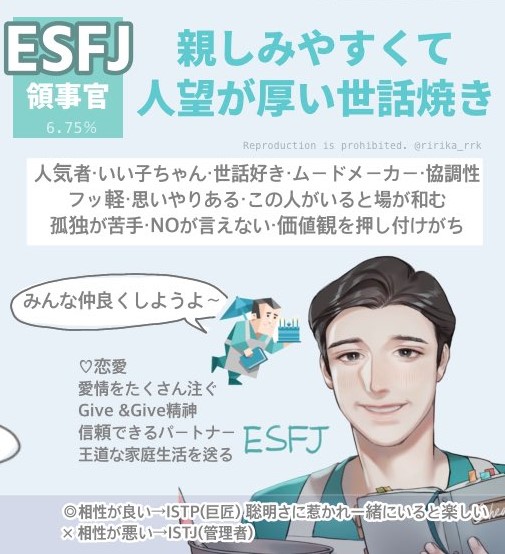 ESFJ
領事官
6.75%
親しみやすくて
人望が厚い世話焼き
Reproduction is prohibited. @ririka_rrk
人気者・いい子ちゃん・世話好き・ムードメーカー・協調性
フッ軽・思いやりある・この人がいると場が和む
孤独が苦手・NOが言えない・価値観を押し付けがち
みんな仲良くしようよ～
♡恋愛
愛情をたくさん注ぐ
Give &Give精神
信頼できるパートナー
王道な家庭生活を送る
ESFJ
◎相性が良い→ISTP(巨匠) 聡明さに惹かれ一緒にいると楽しい
×相性が悪い→ISTJ(管理者)